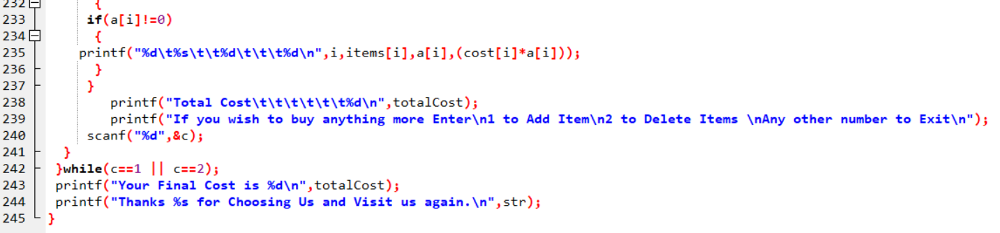 232 {
233 if(a[i]!=0)
234 {
235 printf("%d\t%s\t\t%d\t\t\t%d\n",i,items[i],a[i],(cost[i]*a[i]));
236 }
237 }
238 printf("Total Cost\t\t\t\t\t\t%d\n",totalCost);
239 printf("If you wish to buy anything more Enter\n1 to Add Item\n2 to Delete Items \nAny other number to Exit\n");
240 scanf("%d",&c);
241 }
242 }while(c==1 || c==2);
243 printf("Your Final Cost is %d\n",totalCost);
244 printf("Thanks %s for Choosing Us and Visit us again.\n",str);
245 }